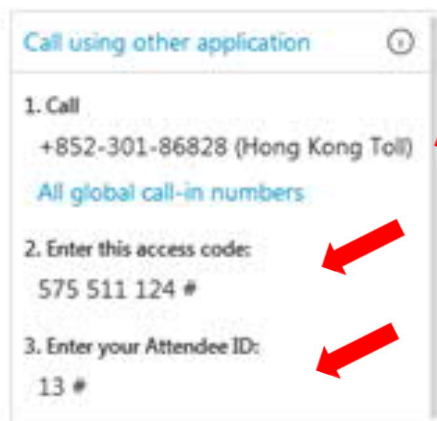 Call using other application
1. Call
+852-301-86828 (Hong Kong Toll)
All global call-in numbers
2. Enter this access code:
575 511 124 #
3. Enter your Attendee ID:
13 #